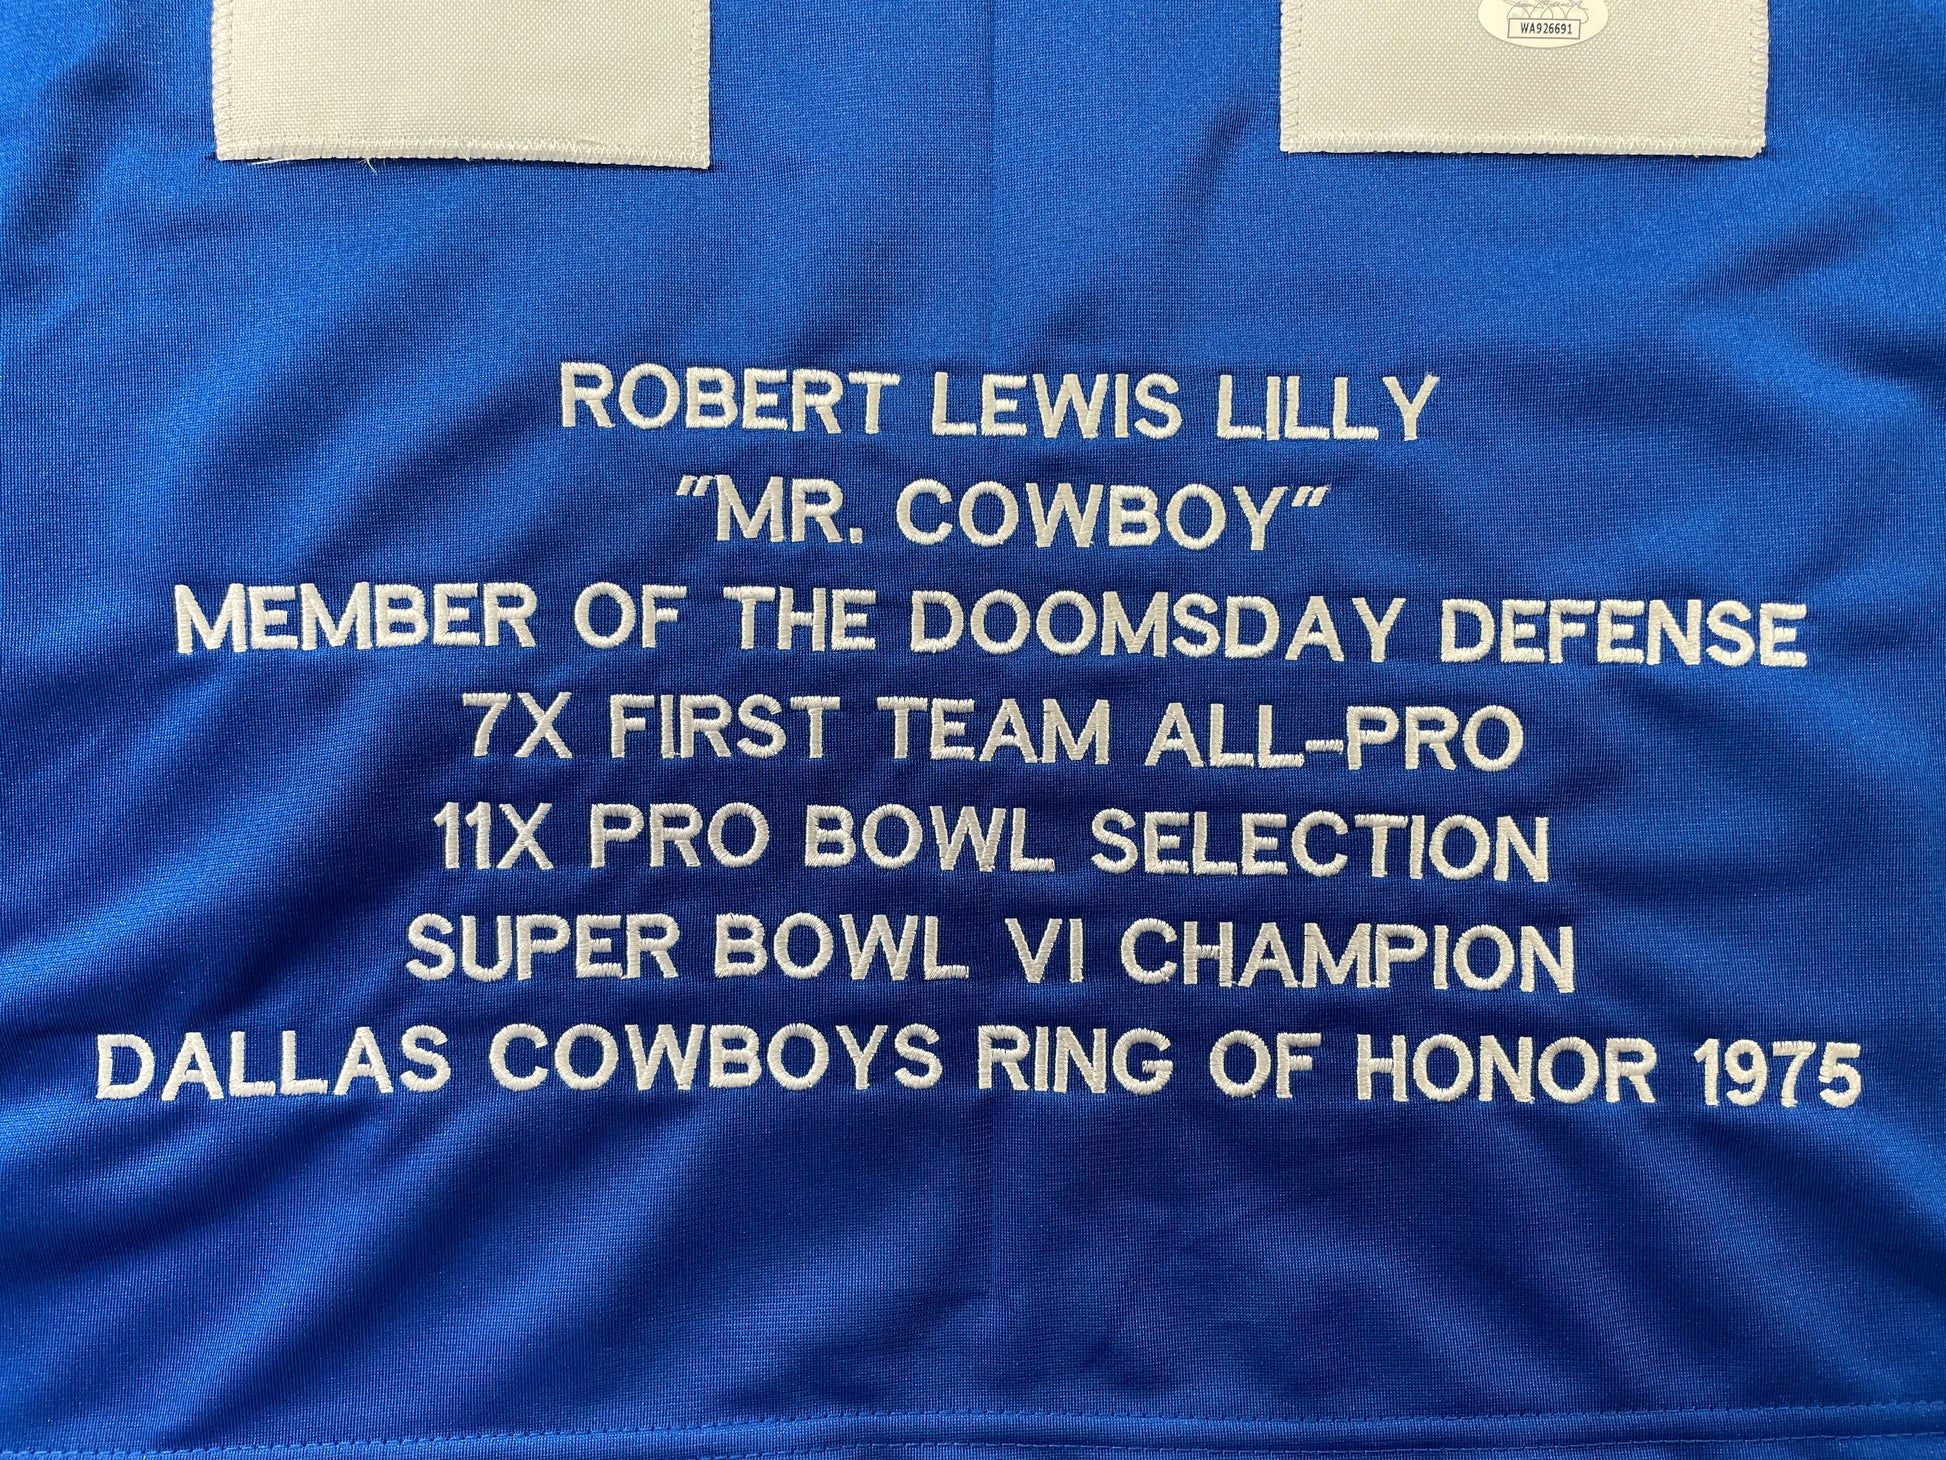 WA926691
ROBERT LEWIS LILLY
"MR. COWBOY"
MEMBER OF THE DOOMSDAY DEFENSE
7X FIRST TEAM ALL-PRO
11X PRO BOWL SELECTION
SUPER BOWL VI CHAMPION
DALLAS COWBOYS RING OF HONOR 1975